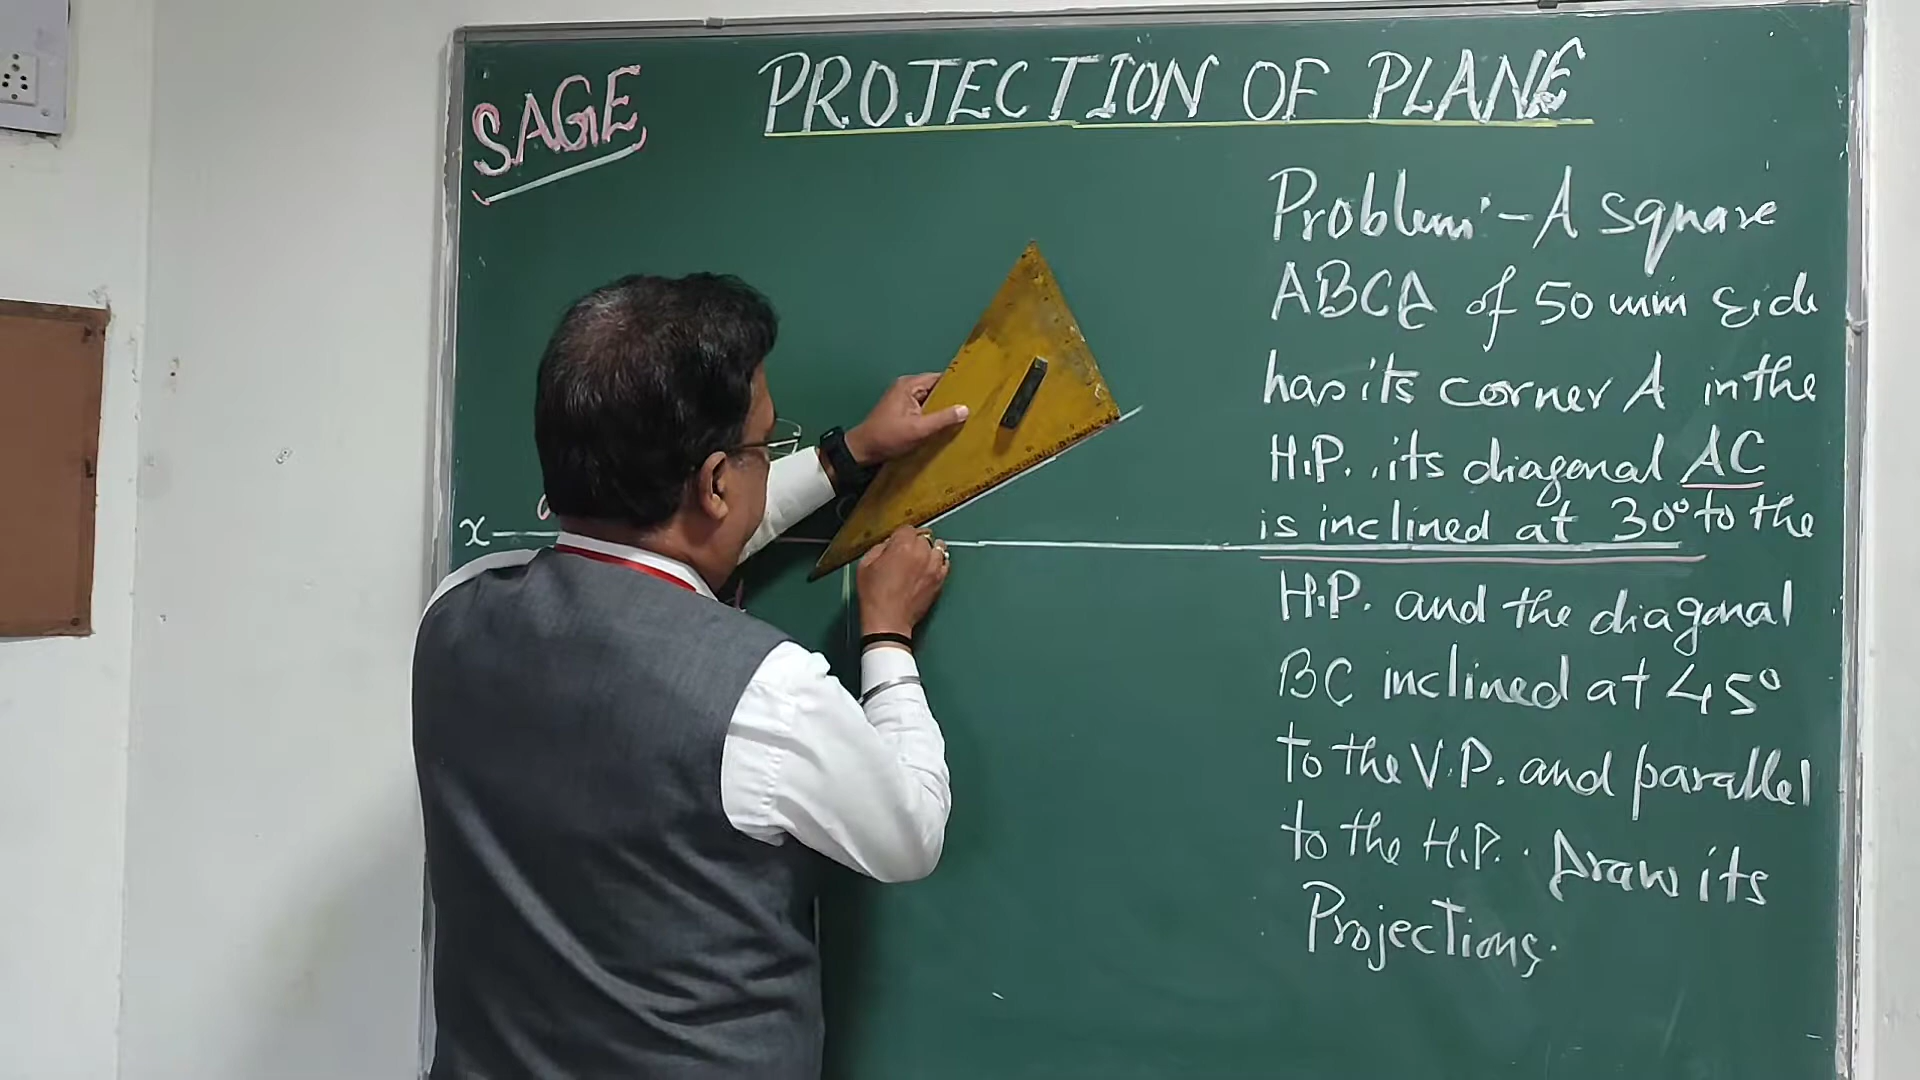 SAGE
PROJECTION OF PLANE
Problem:- A square
ABCD of 50 mm side
has its corner A in the
H.P., its diagonal AC
is inclined at 30° to the
H.P. and the diagonal
BC inclined at 45°
to the V.P. and parallel
to the H.P. Draw its
Projections.
x